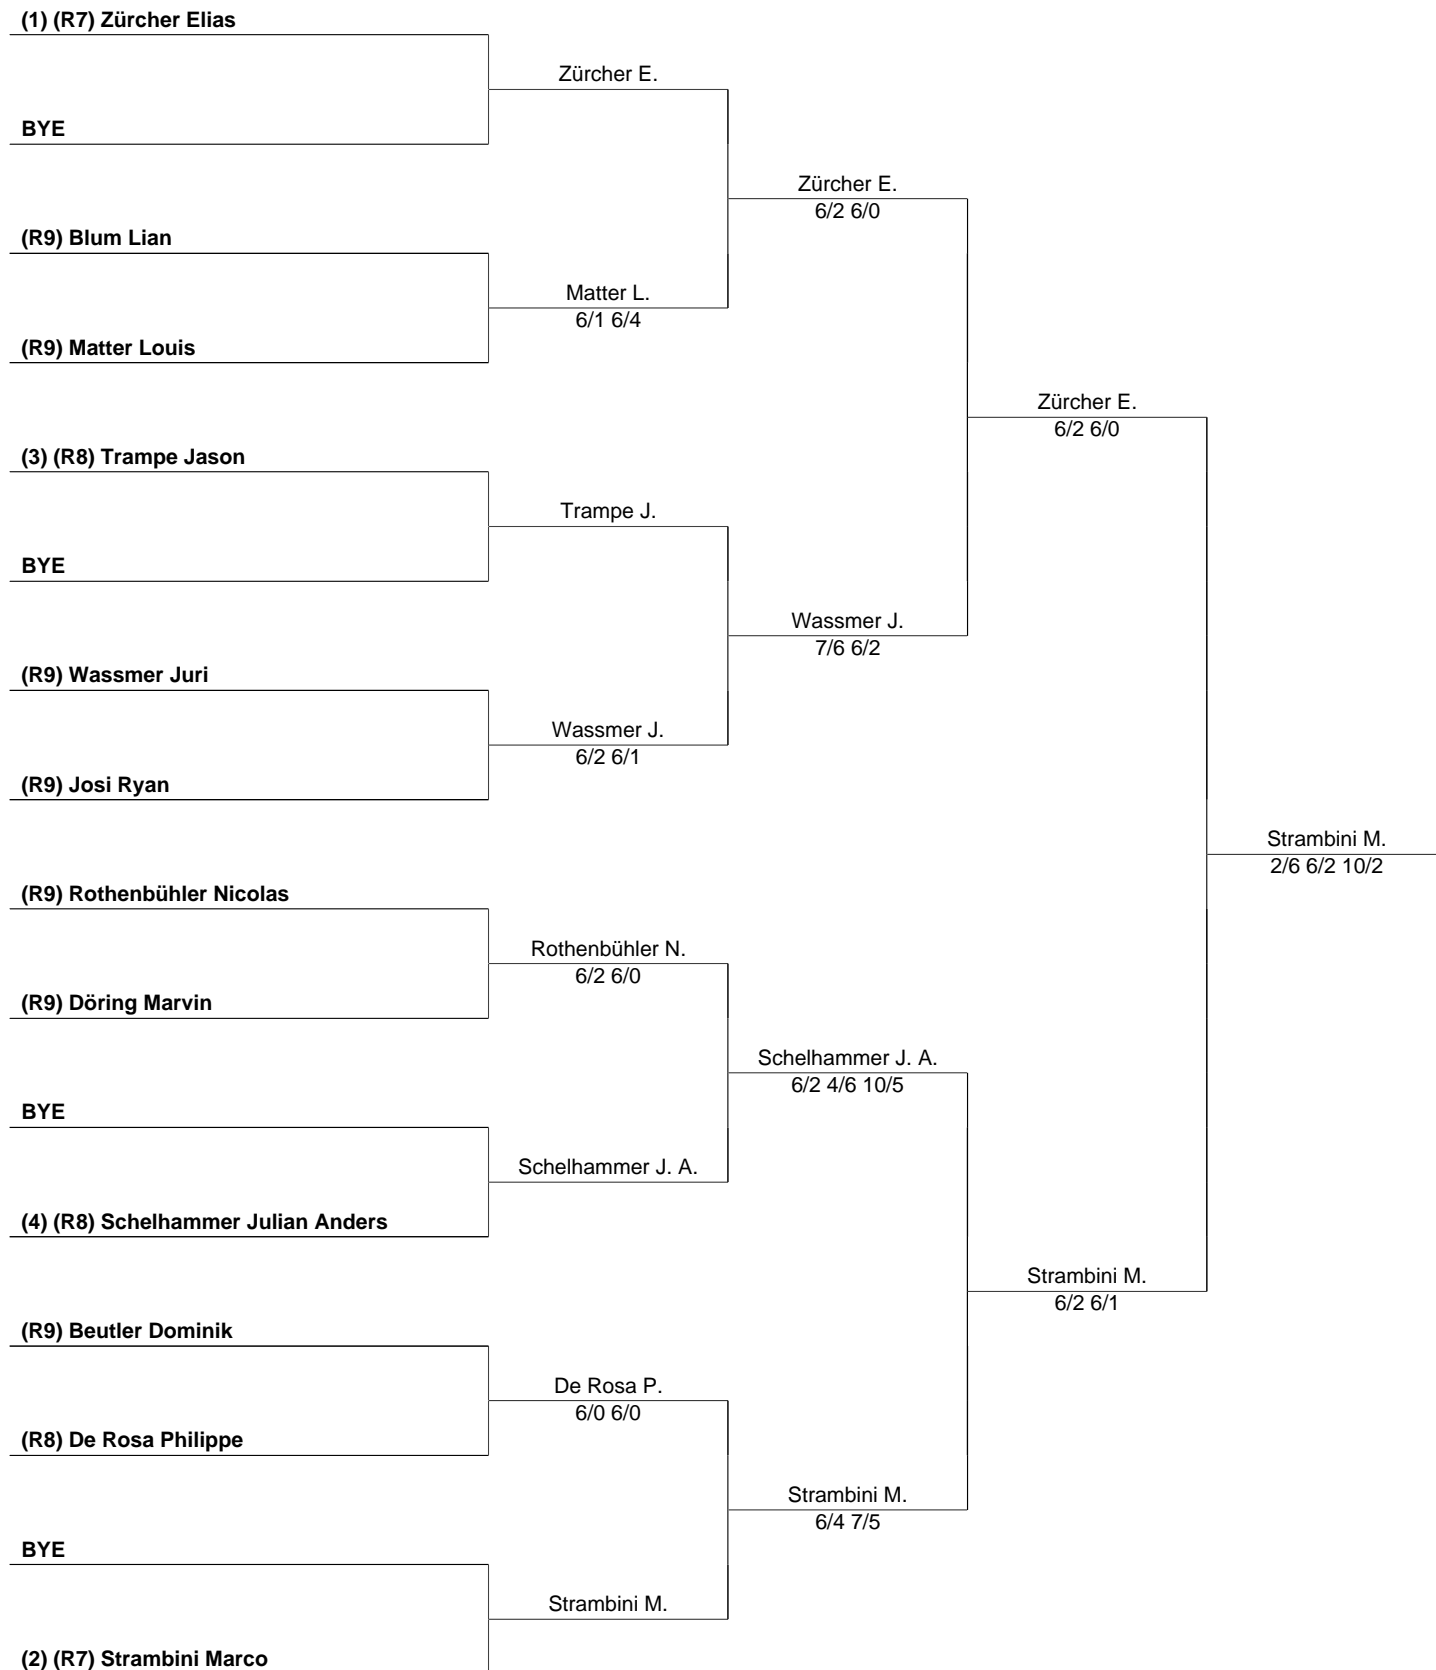 (1) (R7) Zürcher Elias
Zürcher E.
BYE
Zürcher E.
6/2 6/0
(R9) Blum Lian
Matter L.
6/1 6/4
(R9) Matter Louis
Zürcher E.
6/2 6/0
(3) (R8) Trampe Jason
Trampe J.
BYE
Wassmer J.
7/6 6/2
(R9) Wassmer Juri
Wassmer J.
6/2 6/1
(R9) Josi Ryan
Strambini M.
2/6 6/2 10/2
(R9) Rothenbühler Nicolas
Rothenbühler N.
6/2 6/0
(R9) Döring Marvin
Schelhammer J. A.
6/2 4/6 10/5
BYE
Schelhammer J. A.
(4) (R8) Schelhammer Julian Anders
Strambini M.
6/2 6/1
(R9) Beutler Dominik
De Rosa P.
6/0 6/0
(R8) De Rosa Philippe
Strambini M.
6/4 7/5
BYE
Strambini M.
(2) (R7) Strambini Marco